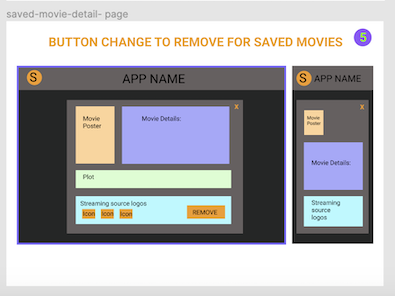 saved-movie-detail- page
BUTTON CHANGE TO REMOVE FOR SAVED MOVIES
5
S
APP NAME
X
Movie
Poster
Movie Details:
Plot
Streaming source logos
Icon Icon Icon
REMOVE
S
APP NAME
X
Movie
Poster
Movie Details:
Streaming
source
logos